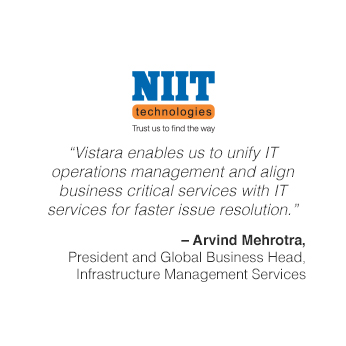 NIIT
technologies
Trust us to find the way
“Vistara enables us to unify IT
operations management and align
business critical services with IT
services for faster issue resolution.”
– Arvind Mehrotra,
President and Global Business Head,
Infrastructure Management Services